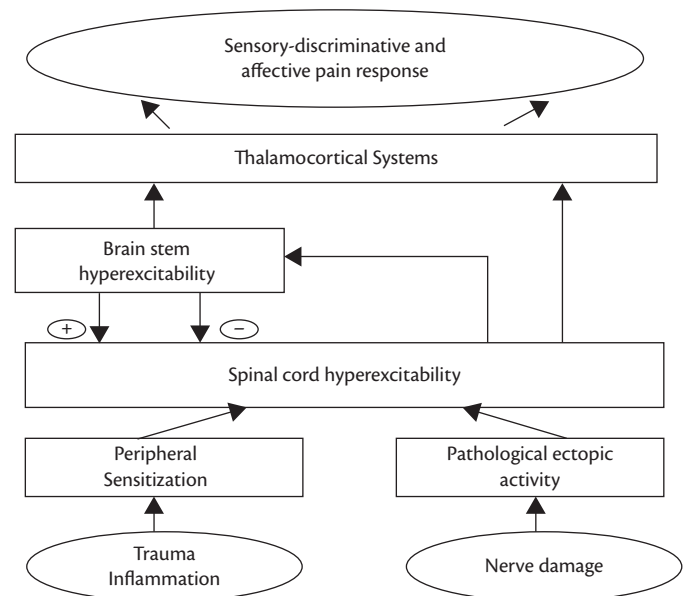 Sensory-discriminative and
affective pain response
Thalamocortical Systems
Brain stem
hyperexcitability
+
−
Spinal cord hyperexcitability
Peripheral
Sensitization
Pathological ectopic
activity
Trauma
Inflammation
Nerve damage